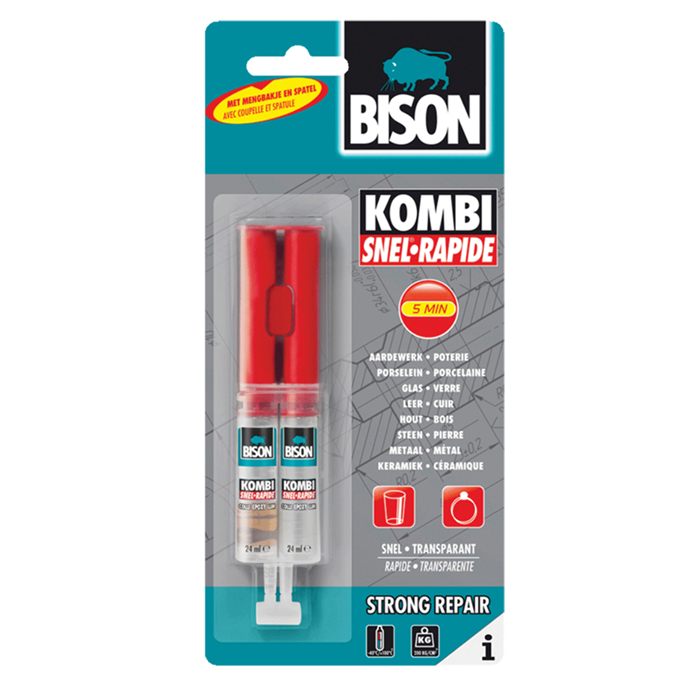 MET MENGBAKJE EN SPATEL
AVEC COUPELLE ET SPATULE
BISON
KOMBI
SNEL•RAPIDE
5 MIN
AARDEWERK • POTERIE
PORSELEIN • PORCELAINE
GLAS • VERRE
LEER • CUIR
HOUT • BOIS
STEEN • PIERRE
METAAL • MÉTAL
KERAMIEK • CÉRAMIQUE
SNEL • TRANSPARANT
RAPIDE • TRANSPARENTE
STRONG REPAIR
KG
i
BISON
KOMBI
SNEL•RAPIDE
24 ml e
BISON
KOMBI
SNEL•RAPIDE
24 ml e